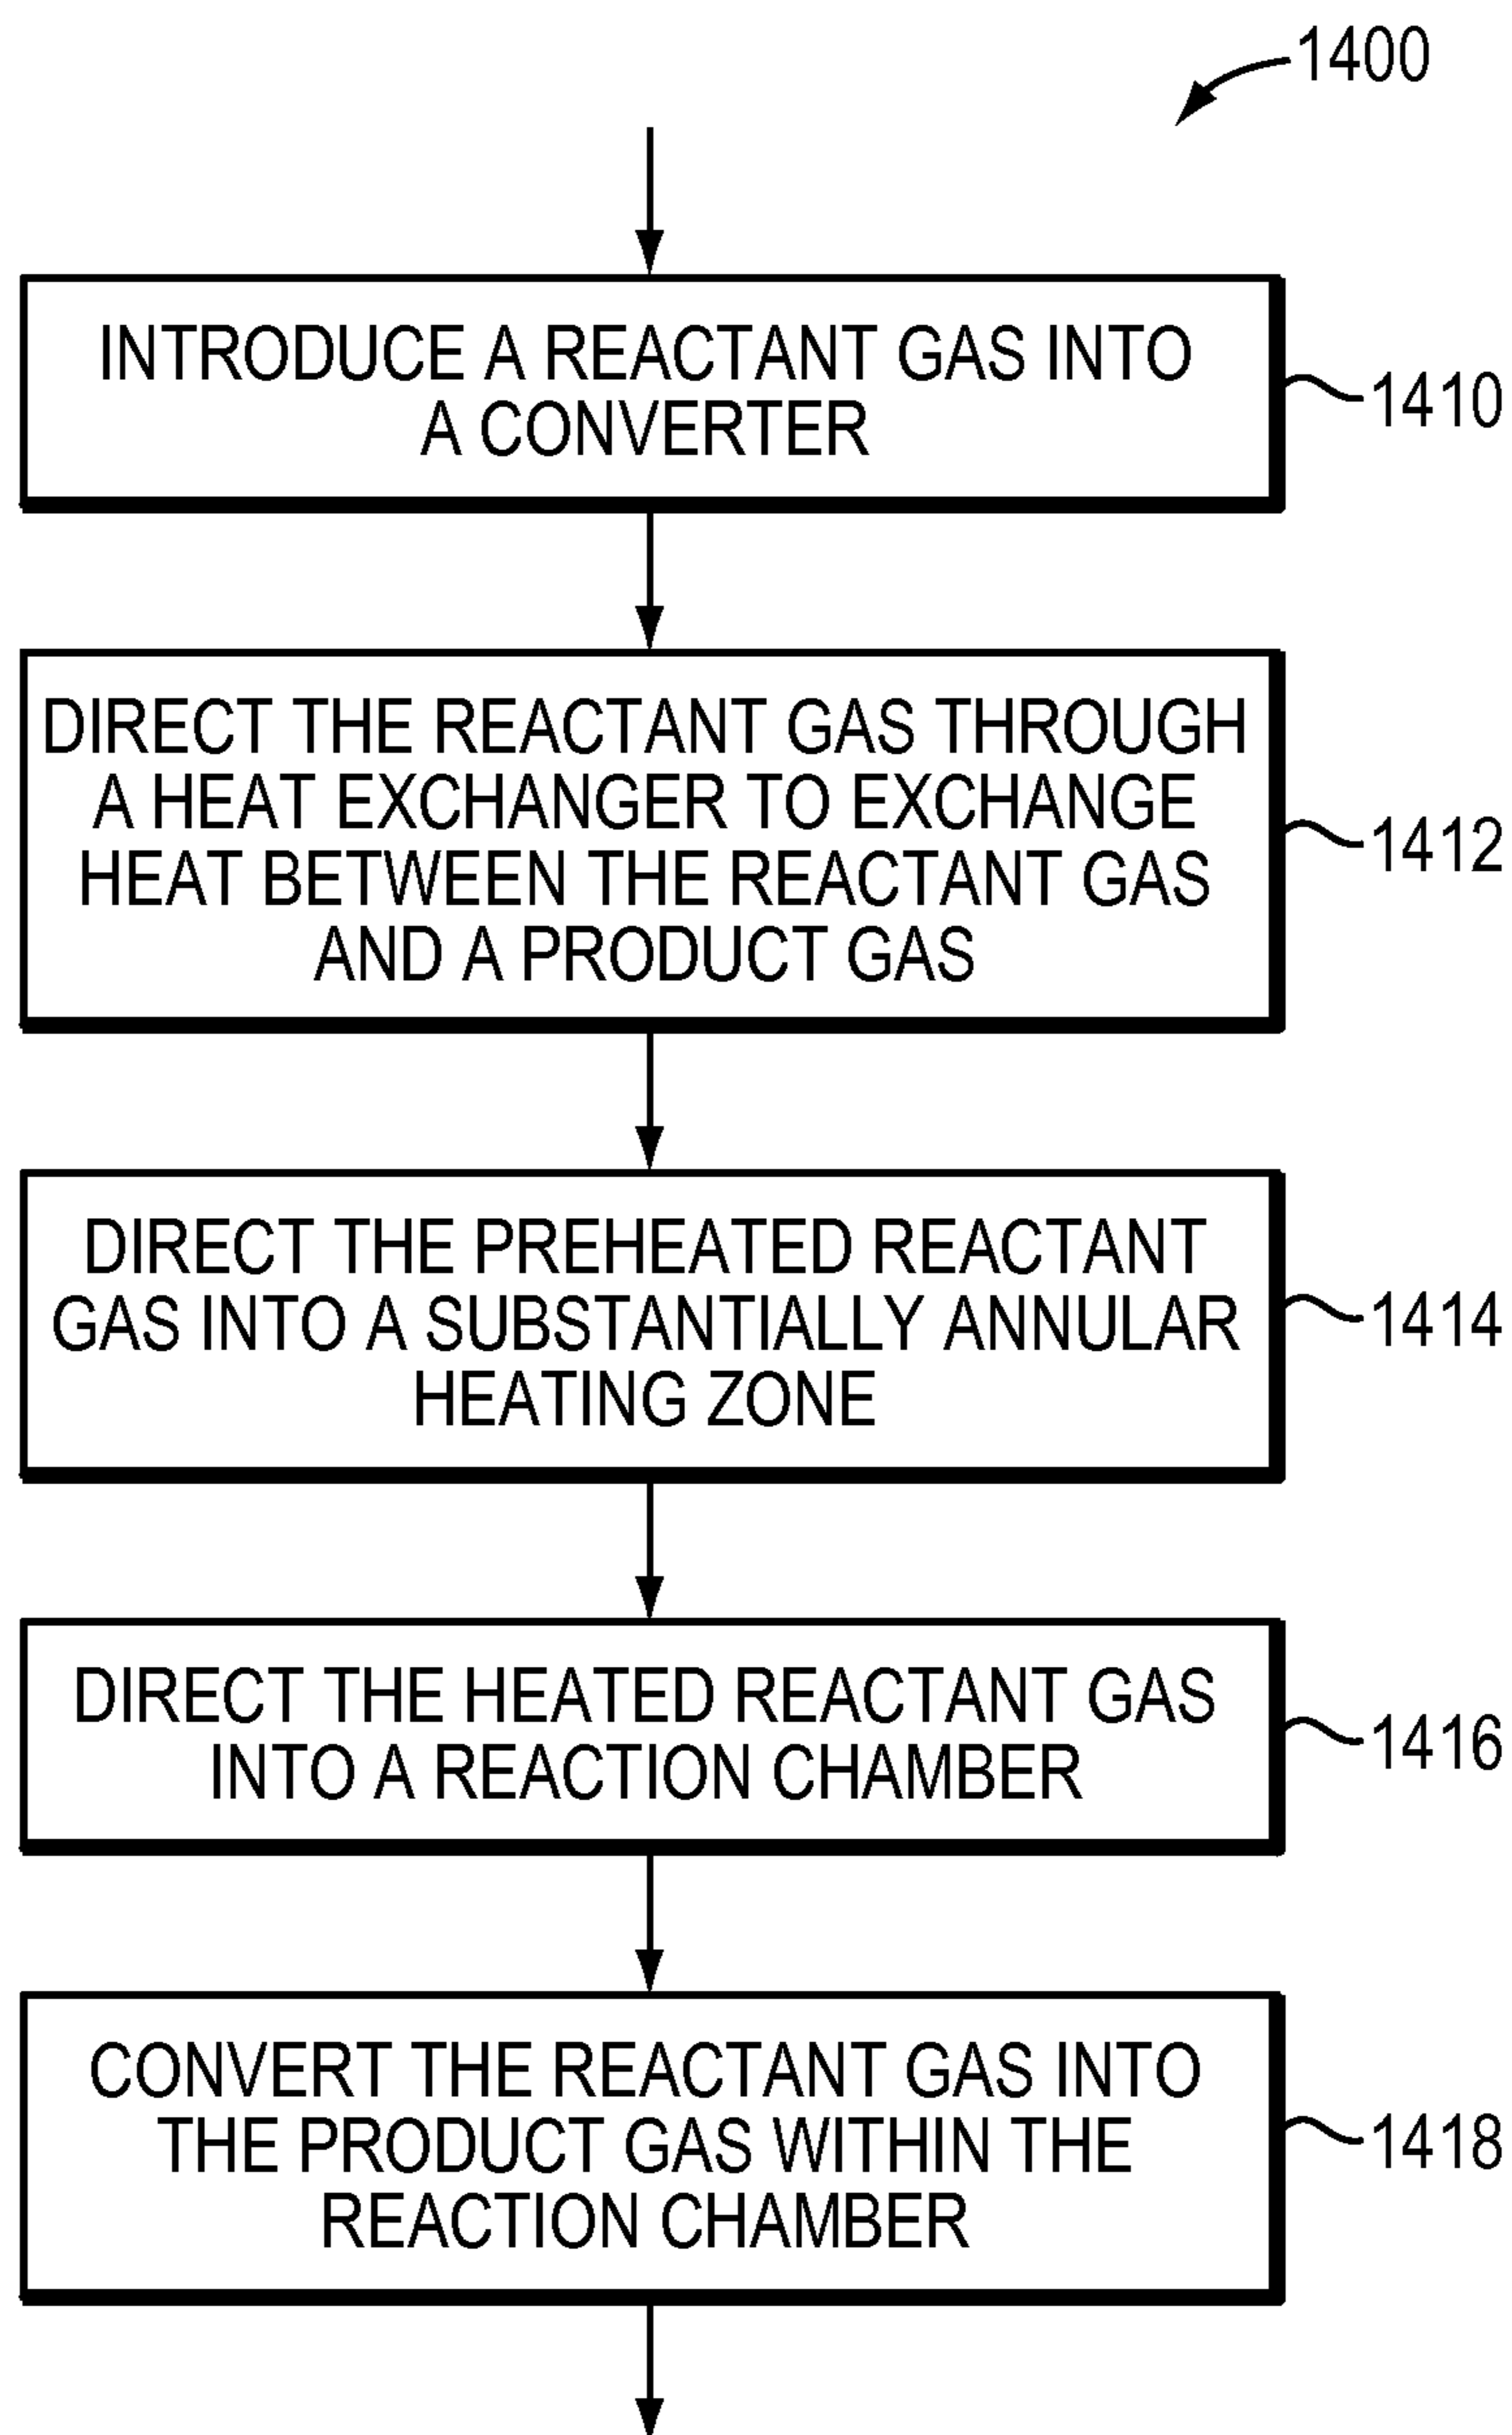 1400
INTRODUCE A REACTANT GAS INTO
A CONVERTER
1410
DIRECT THE REACTANT GAS THROUGH
A HEAT EXCHANGER TO EXCHANGE
HEAT BETWEEN THE REACTANT GAS
AND A PRODUCT GAS
1412
DIRECT THE PREHEATED REACTANT
GAS INTO A SUBSTANTIALLY ANNULAR
HEATING ZONE
1414
DIRECT THE HEATED REACTANT GAS
INTO A REACTION CHAMBER
1416
CONVERT THE REACTANT GAS INTO
THE PRODUCT GAS WITHIN THE
REACTION CHAMBER
1418